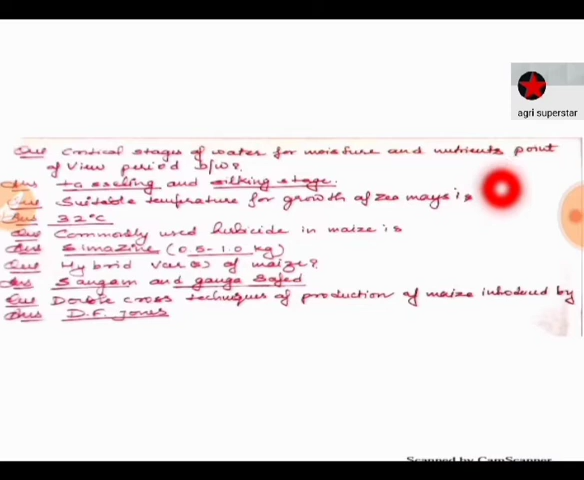 agri superstar
Que Critical stages of water for moisture and nutrients point
of View period b/w?
Ans tasseling and silking stage.
Que Suitable temprature for growth of Zea mays is
Ans 32°C
Que Commonly used hebicide in maize is
Ans Simazine (0.5-1.0 kg)
Que Hybrid Var(s) of maize?
Ans Sangam and ganga Safed
Que Double cross techniques of production of maize by
Ans D.F. Jones
Scanned by CamScanner